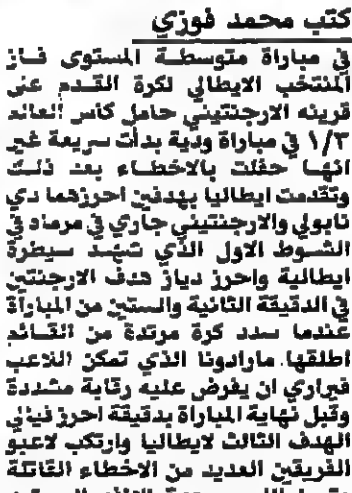 كتب محمد فوزي
في مباراة متوسطة المستوى فاز
المنتخب الايطالي لكرة القدم على
قرينه الارجنتيني حامل كاس العالم
١/٣ في مباراة ودية بدأت سريعة غير
انها حفلت بالاخطاء بعد ذلك
وتقدمت ايطاليا بهدفين احرزهما دي
نابولي والارجنتيني جاري في مرماه في
الشوط الاول الذي شهد سيطرة
ايطالية واحرز دياز هدف الارجنتين
في الدقيقة الثانية والستين من المباراة
عندما سدد كرة مرتدة من القائم
اطلقها. مارادونا الذي تمكن اللاعب
فيراري ان يفرض عليه رقابة مشددة
وقبل نهاية المباراة بدقيقة احرز فيالي
الهدف الثالث لايطاليا وارتكب لاعبو
الفريقين العديد من الاخطاء القاتلة